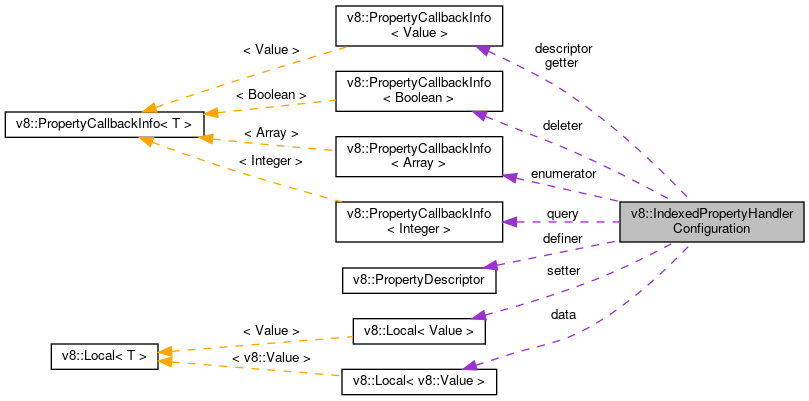 v8::PropertyCallbackInfo
< Value >
< Value >
descriptor
getter
v8::PropertyCallbackInfo
< Boolean >
< Boolean >
v8::PropertyCallbackInfo< T >
deleter
< Array >
v8::PropertyCallbackInfo
< Array >
< Integer >
enumerator
v8::PropertyCallbackInfo
< Integer >
query
v8::IndexedPropertyHandler
Configuration
definer
v8::PropertyDescriptor
setter
data
< Value >
v8::Local< Value >
v8::Local< T >
< v8::Value >
v8::Local< v8::Value >